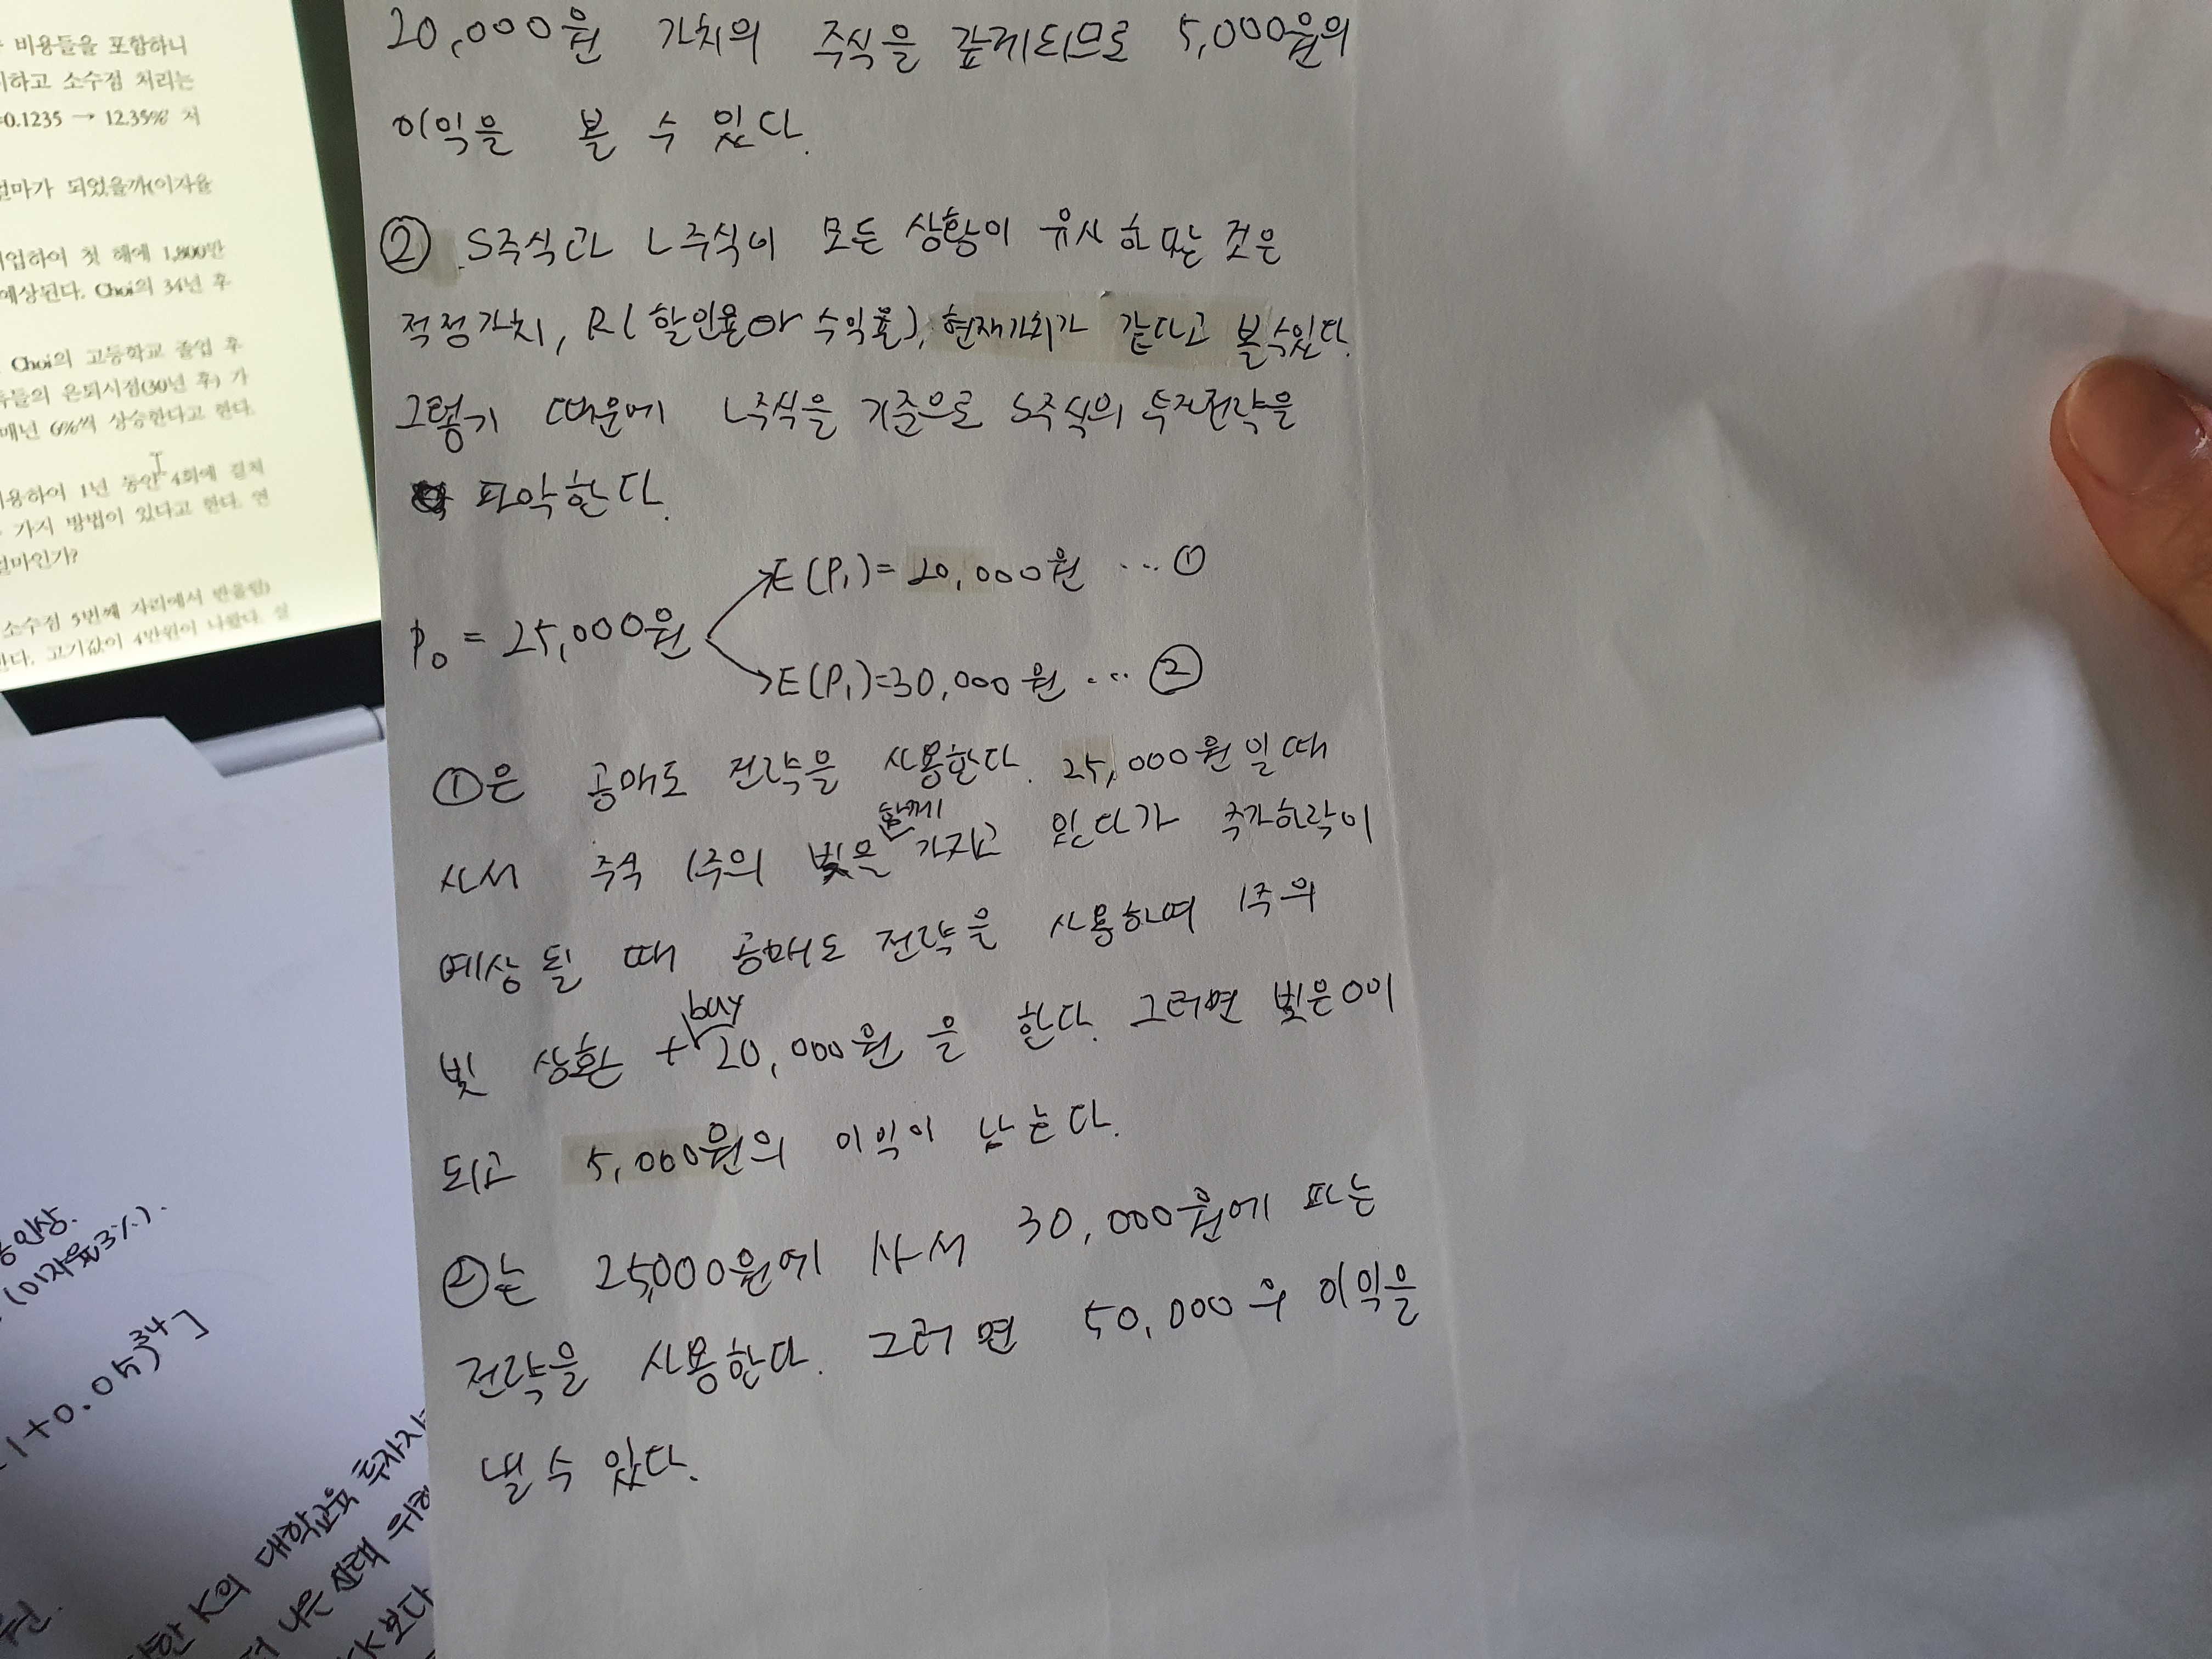 비용들을 포함하니
하고 소수점 처리는
=0.1235 → 12.35% 처
얼마가 되었을까(이자율
입하여 첫 해에 1,800만
예상된다. Choi의 34년 후
Choi의 고등학교 졸업 후
들의 은퇴시점(30년 후) 가
매년 6%씩 상승한다고 한다.
용하여 1년 동안 4회에 걸쳐
가지 방법이 있다고 한다. 연
얼마인가?
소수점 5번째 자리에서 반올림)
한다. 고기값이 4만원이 나왔다.
20,000원 가치의 주식을 갚게되므로 5,000원의
이익을 볼 수 있다.
② S주식과 L주식이 모든 상황이 유사하다는 것은
적정가치, R(할인율 or 수익률), 현재가치가 같다고 볼수있다.
그렇기 때문에 L주식을 기준으로 S주식의 투자전략을
파악한다.
E(P₁)= 20,000원 ... ①
P₀ = 25,000원
E(P₁)=30,000원 ... ②
①은 공매도 전략을 사용한다. 25,000원일때
사서 주식 1주의 빚을 함께 가지고 있다가 주가하락이
예상될 때 공매도 전략을 사용하여 1주의
빚 상환 + buy 20,000원을 한다. 그러면 빚은 0이
되고 5,000원의 이익이 남는다.
②는 25,000원에 사서 30,000원에 파는
전략을 사용한다. 그러면 50,000의 이익을
낼 수 있다.
(이자율3%).
1+0.05)³⁴]
K의 대학교육 투자
나은 선택
K보다